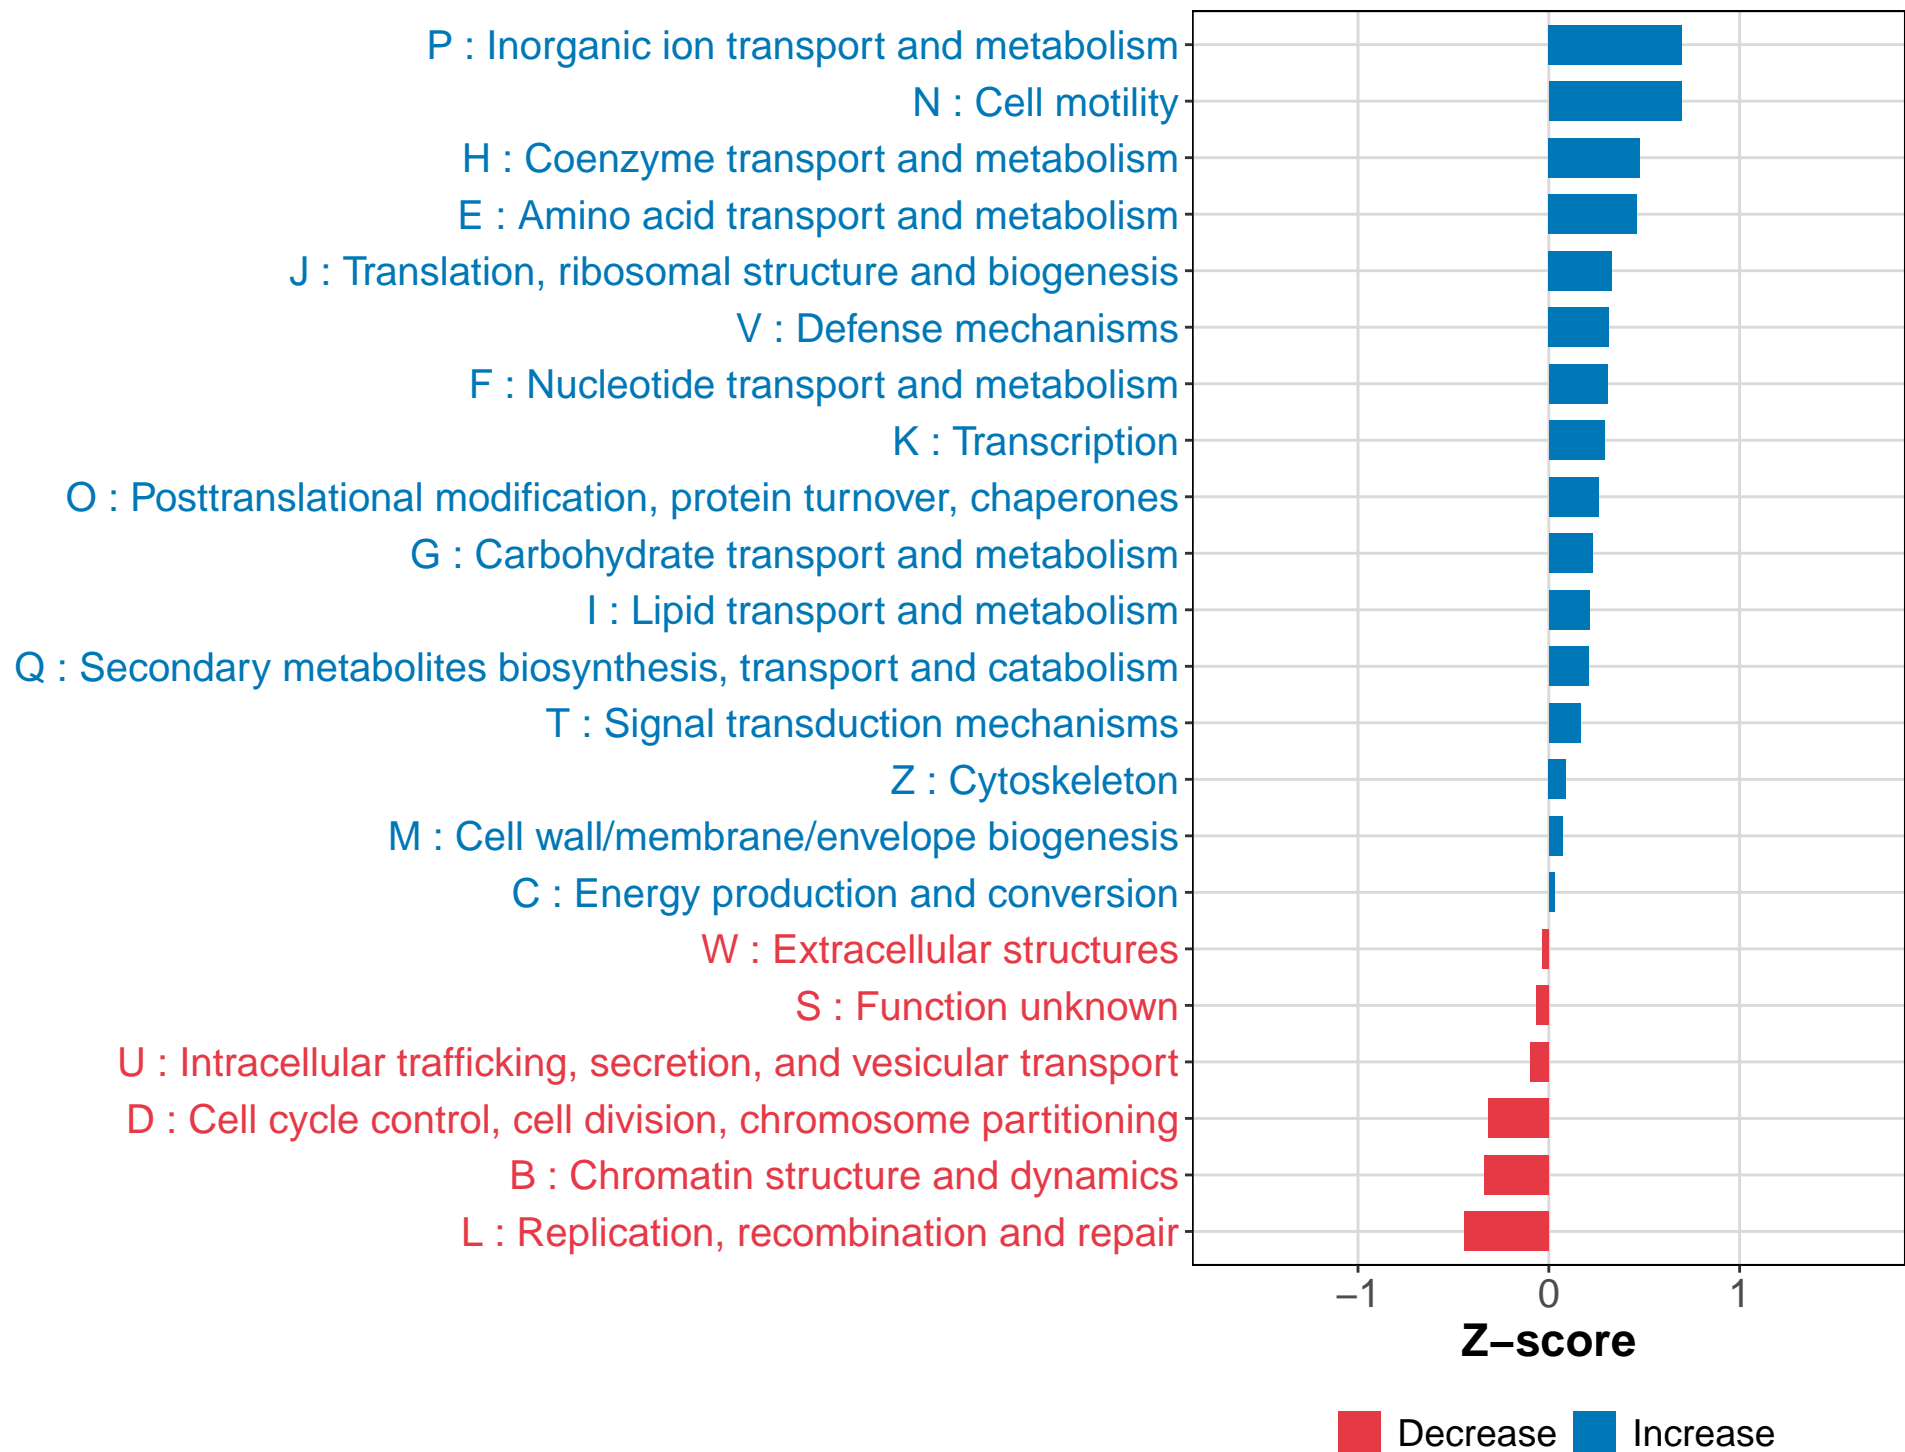 P : Inorganic ion transport and metabolism
N : Cell motility
H : Coenzyme transport and metabolism
E : Amino acid transport and metabolism
J : Translation, ribosomal structure and biogenesis
V : Defense mechanisms
F : Nucleotide transport and metabolism
K : Transcription
O : Posttranslational modification, protein turnover, chaperones
G : Carbohydrate transport and metabolism
I : Lipid transport and metabolism
Q : Secondary metabolites biosynthesis, transport and catabolism
T : Signal transduction mechanisms
Z : Cytoskeleton
M : Cell wall/membrane/envelope biogenesis
C : Energy production and conversion
W : Extracellular structures
S : Function unknown
U : Intracellular trafficking, secretion, and vesicular transport
D : Cell cycle control, cell division, chromosome partitioning
B : Chromatin structure and dynamics
L : Replication, recombination and repair
−1 0 1
Z−score
Decrease Increase